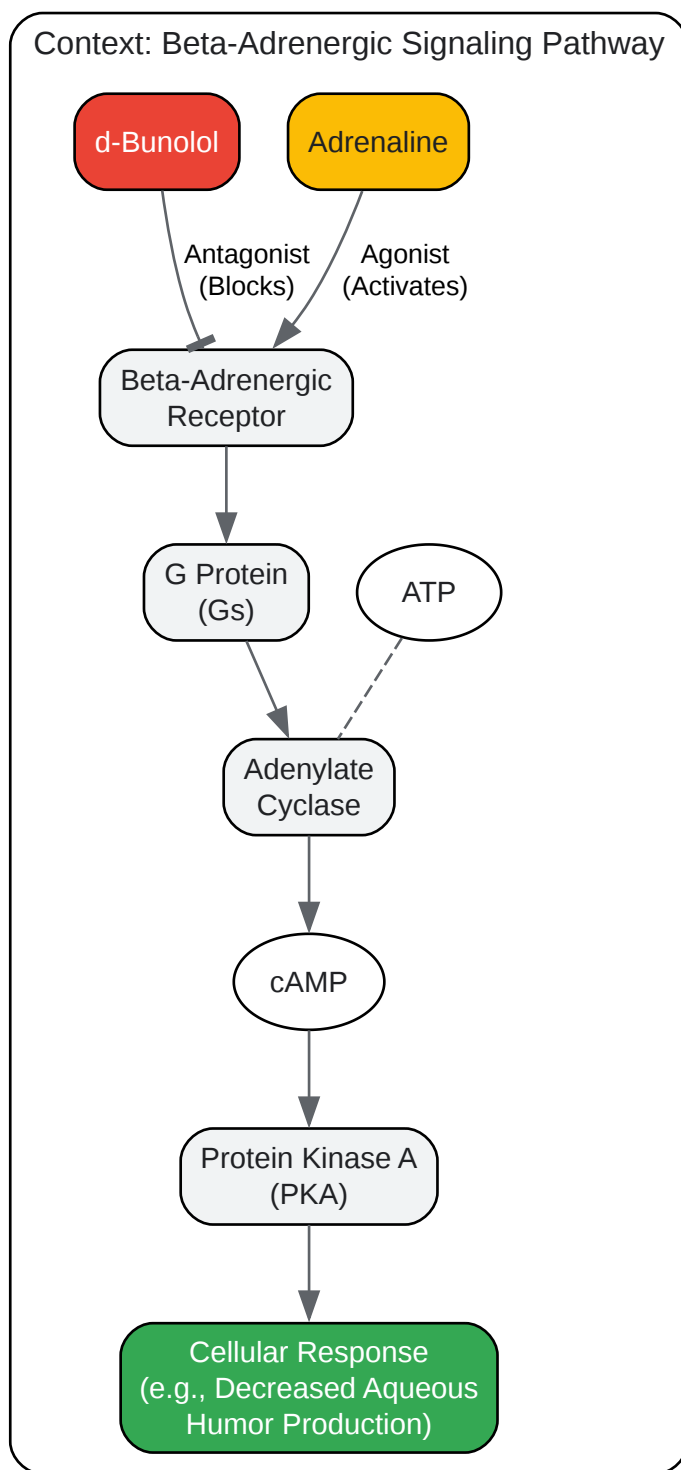 Context: Beta-Adrenergic Signaling Pathway
d-Bunolol
Adrenaline
Antagonist
(Blocks)
Agonist
(Activates)
Beta-Adrenergic
Receptor
G Protein
(Gs)
ATP
Adenylate
Cyclase
cAMP
Protein Kinase A
(PKA)
Cellular Response
(e.g., Decreased Aqueous
Humor Production)